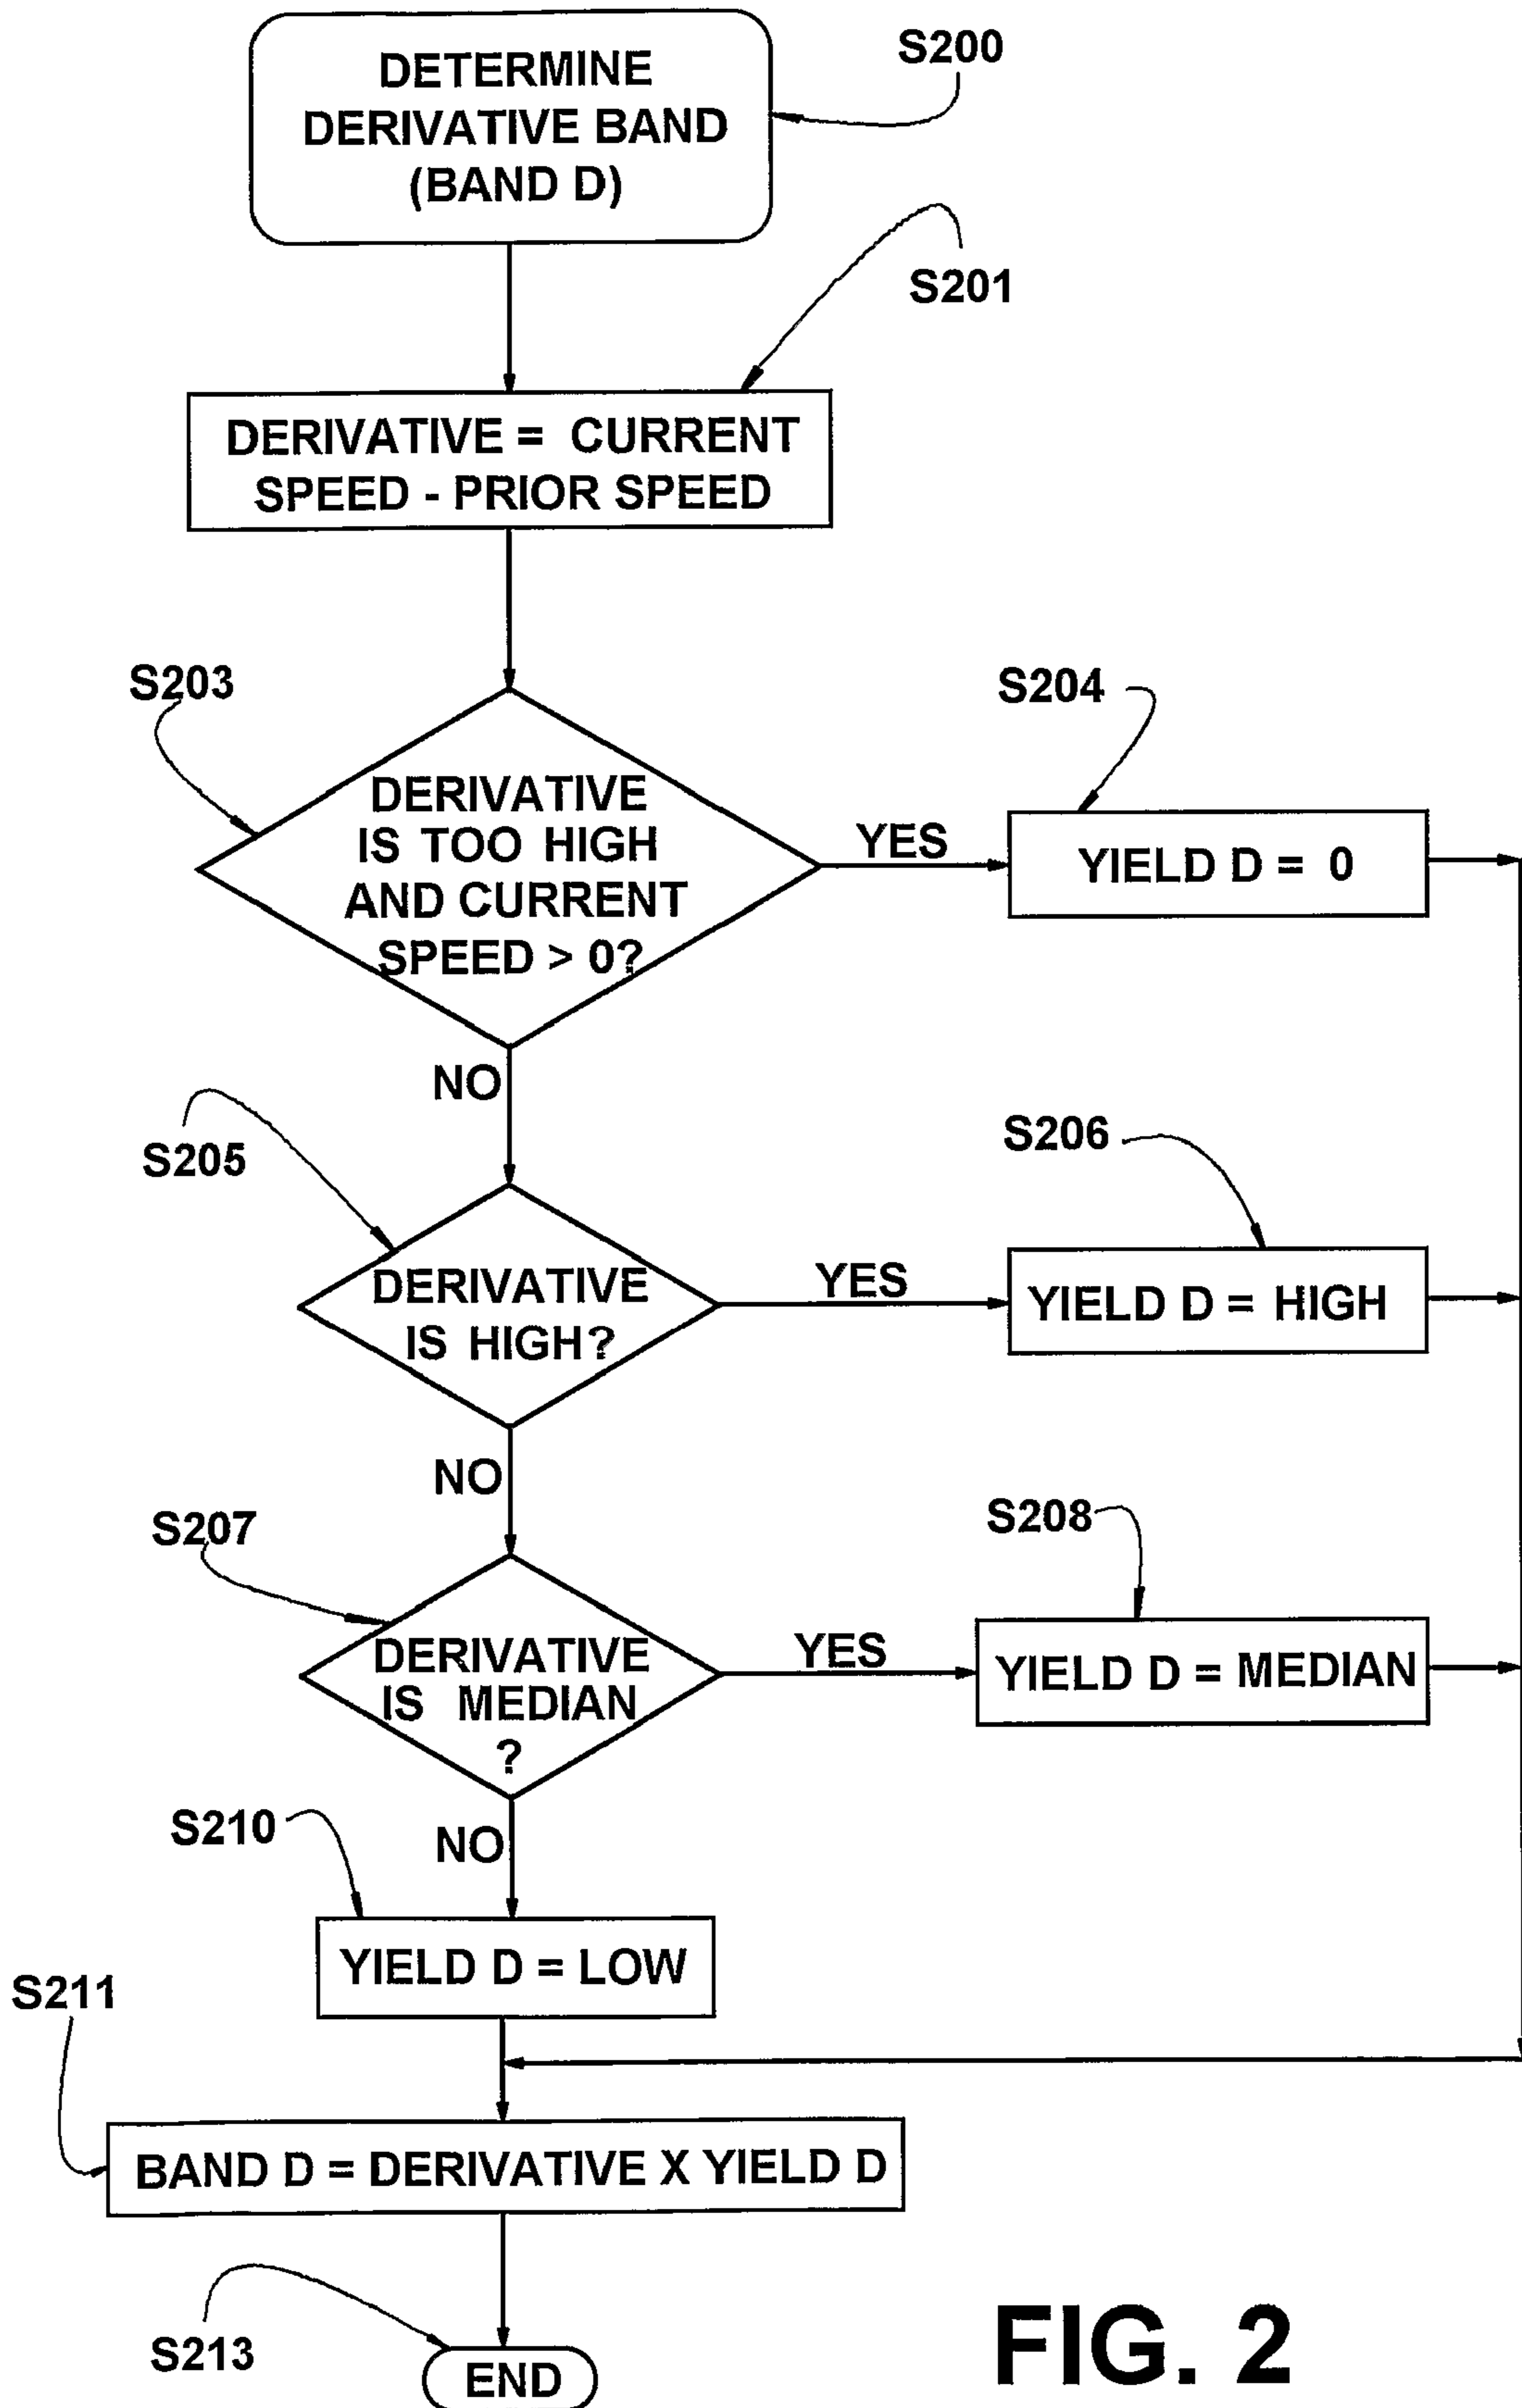 DETERMINE
DERIVATIVE BAND
(BAND D)
S200
S201
DERIVATIVE = CURRENT
SPEED - PRIOR SPEED
S203
DERIVATIVE
IS TOO HIGH
AND CURRENT
SPEED > 0?
YES
S204
YIELD D = 0
NO
S205
DERIVATIVE
IS HIGH?
YES
S206
YIELD D = HIGH
NO
S207
DERIVATIVE
IS MEDIAN
?
YES
S208
YIELD D = MEDIAN
NO
S210
YIELD D = LOW
S211
BAND D = DERIVATIVE X YIELD D
S213
END
FIG. 2